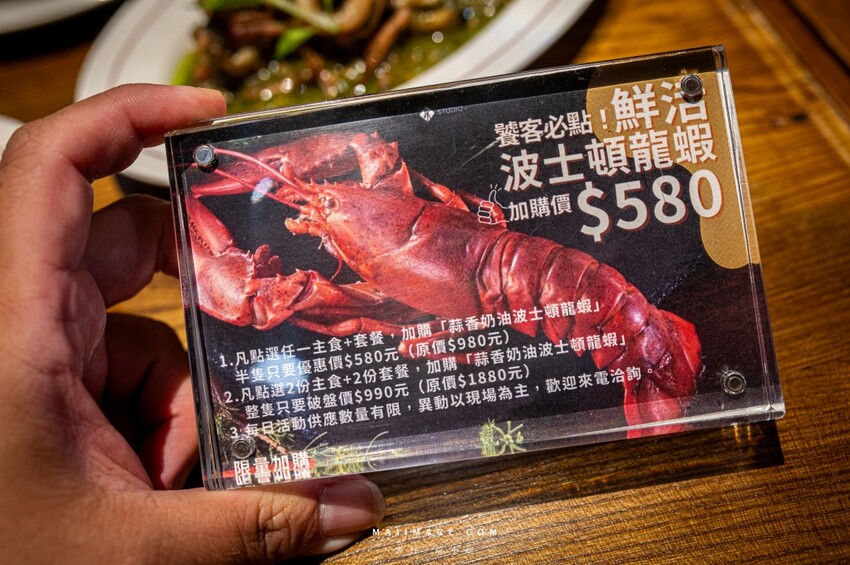 STUDIO
饕客必點！鮮活
波士頓龍蝦
加購價 $580
1.凡點選任一主食+套餐，加購「蒜香奶油波士頓龍蝦」
半隻只要優惠價$580元（原價$980元）
2.凡點選2份主食+2份套餐，加購「蒜香奶油波士頓龍蝦」
整隻只要破盤價$990元（原價$1880元）
3.每日活動供應數量有限，異動以現場為主，歡迎來電洽詢。
限量加購
MAIIMAGE.COM